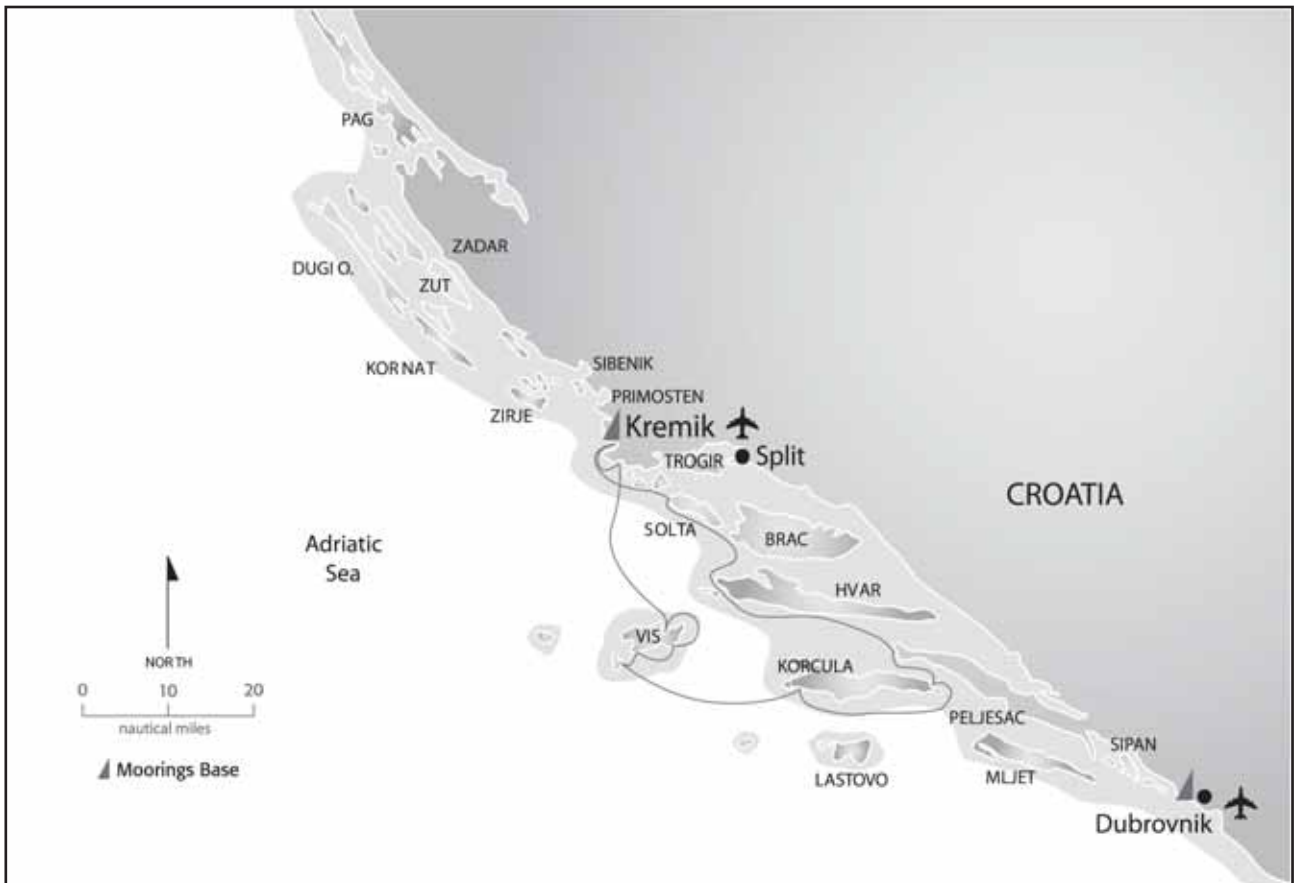 PAG
ZADAR
DUGI O.
ZUT
KORNAT
SIBENIK
PRIMOSTEN
ZIRJE
Kremik
TROGIR
Split
CROATIA
SOLTA
BRAC
Adriatic
Sea
HVAR
VIS
NORTH
KORCULA
0 10 20
nautical miles
PELJESAC
SIPAN
Moorings Base
LASTOVO
MLJET
Dubrovnik